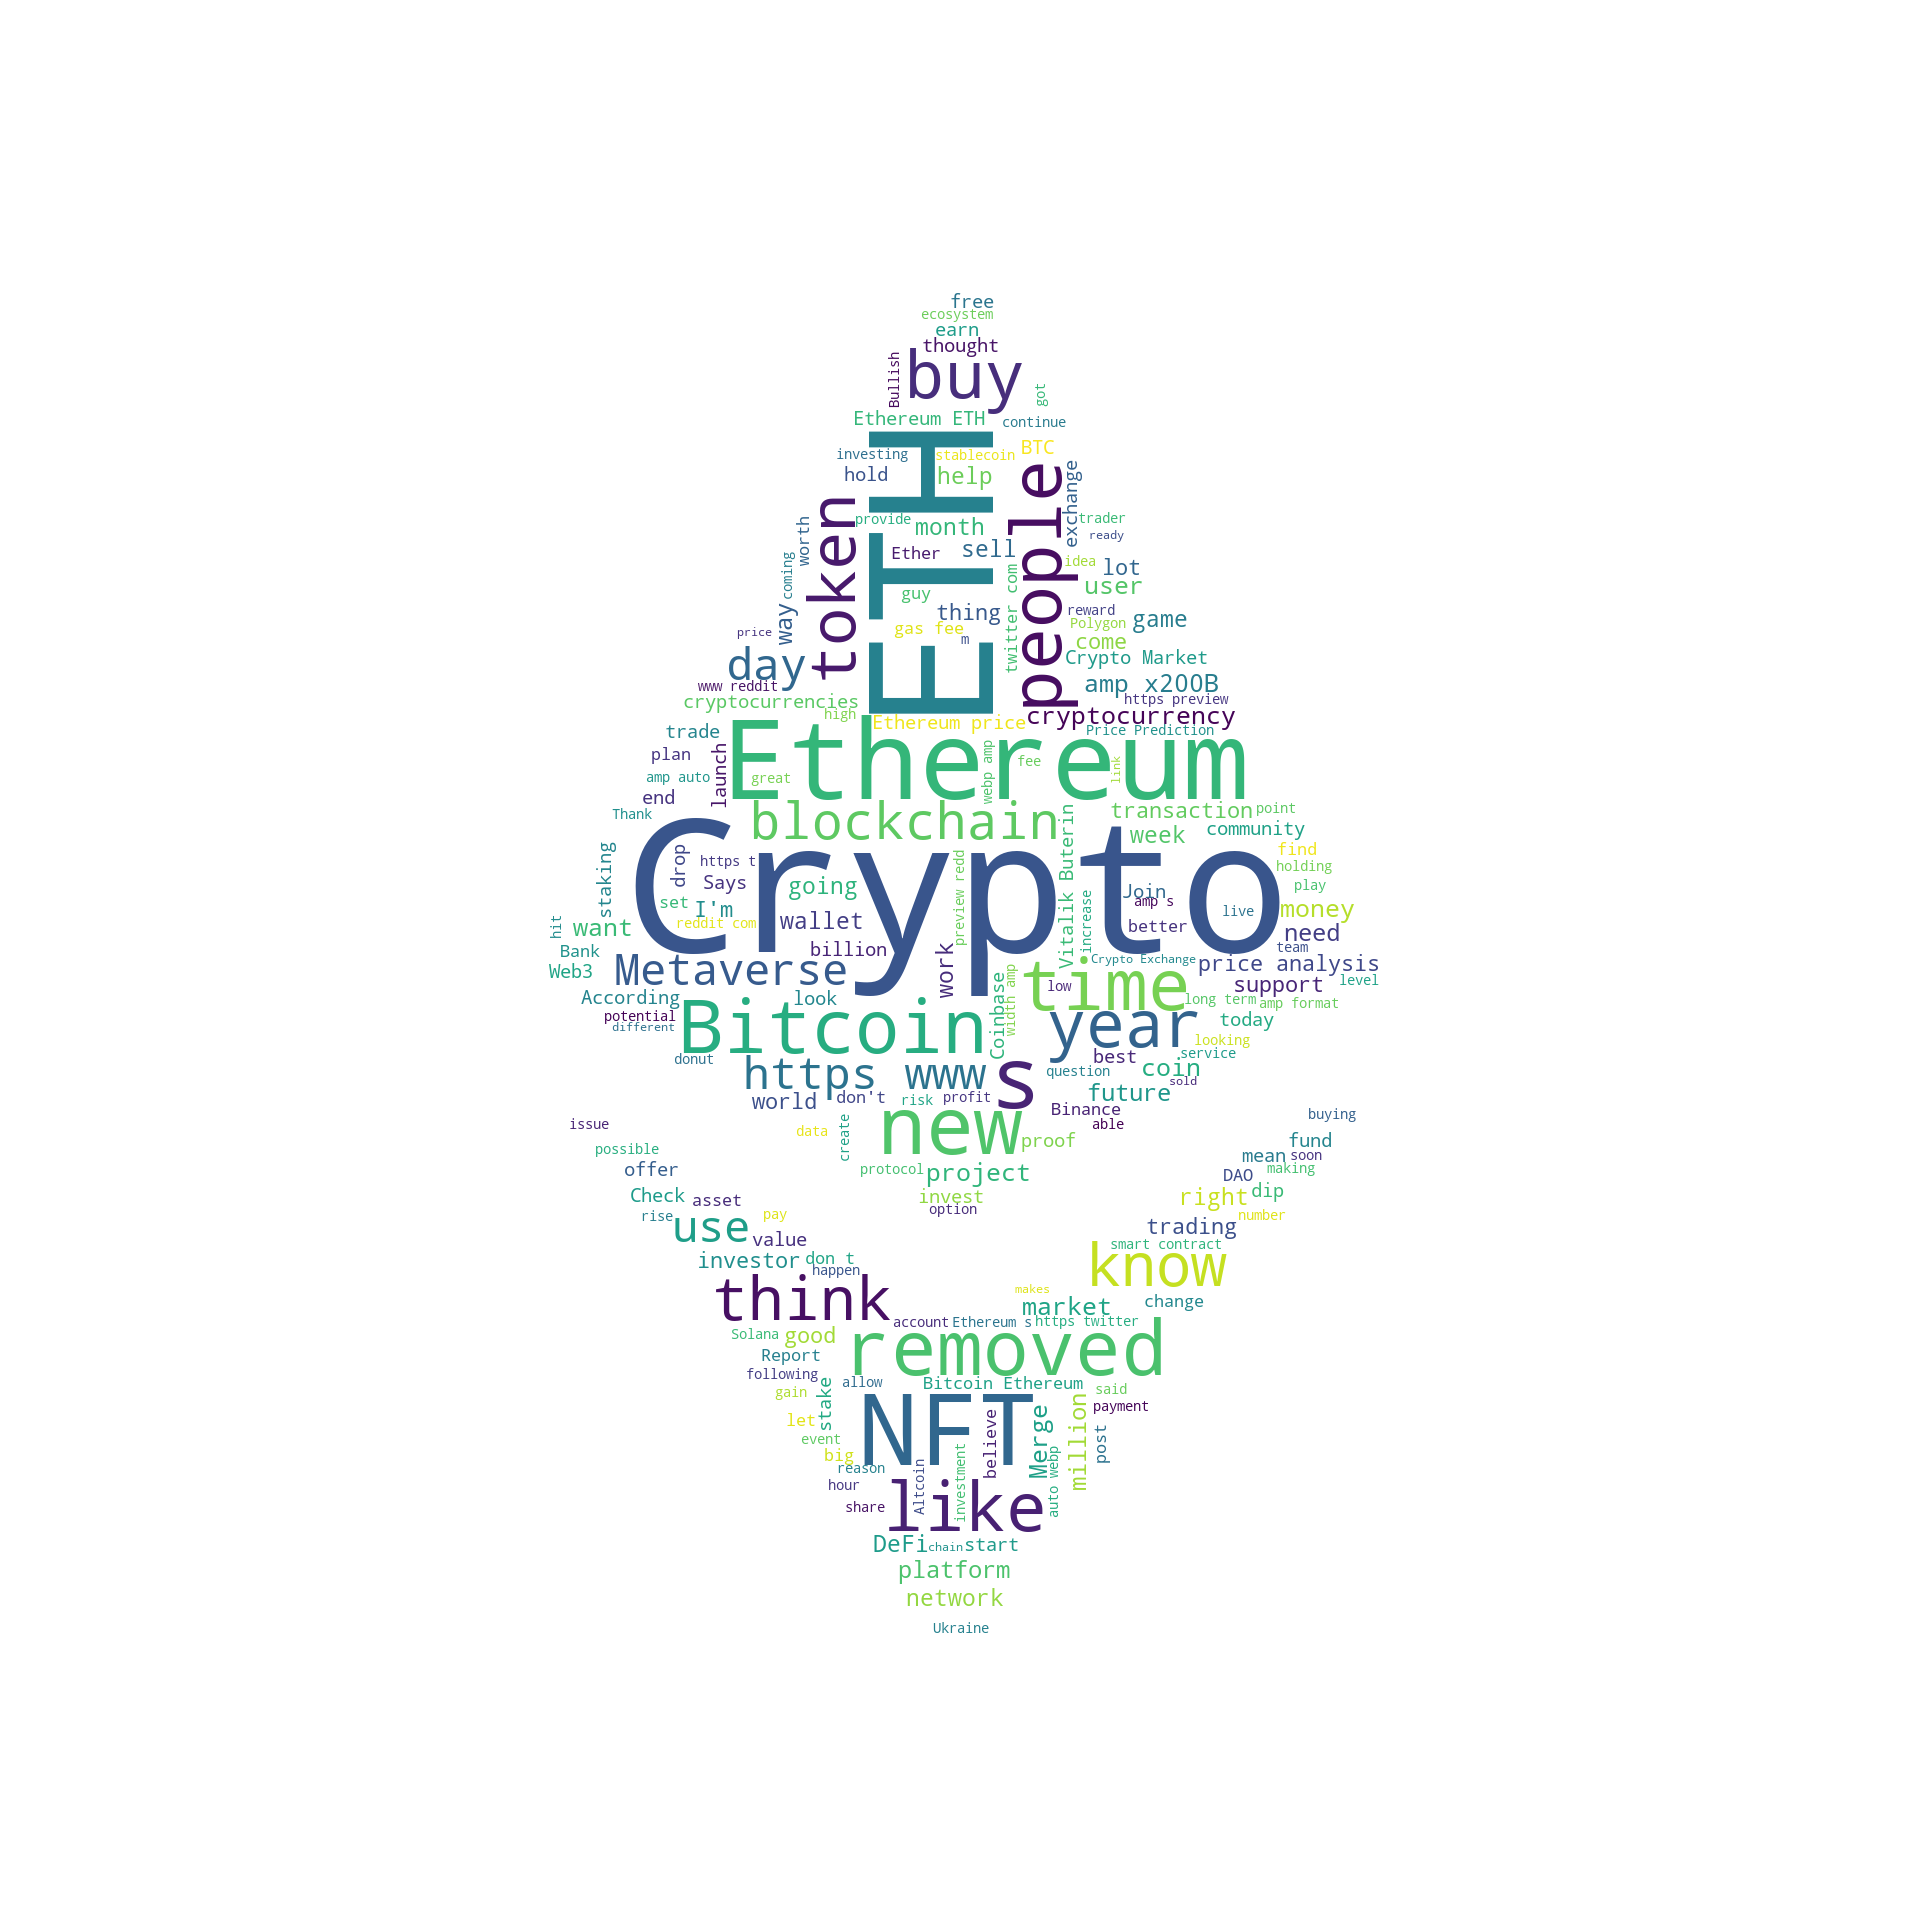 free
ecosystem
earn
thought
buy
Bullish
got
Ethereum ETH
continue
ETH
BTC
investing
stablecoin
hold
help
people
exchange
token
worth
provide
month
trader
ready
Ether
sell
coming
idea
lot
twitter com
user
guy
way
thing
reward
game
gas fee
Polygon
price
m
come
day
Crypto Market
amp x200B
www reddit
https preview
cryptocurrencies
high
Ethereum price
cryptocurrency
trade
Ethereum
Price Prediction
plan
launch
webp amp
fee
link
amp auto
great
end
Thank
blockchain
transaction
point
week
community
Vitalik Buterin
staking
drop
https t
Crypto
preview redd
find
holding
Says
going
Join
play
set
I'm
amp's
live
money
reddit com
wallet
increase
better
hit
want
need
Bank
billion
work
team
Web3
Metaverse
Crypto Exchange
price analysis
time
low
support
level
According
look
Coinbase
width amp
long term
amp format
potential
different
Bitcoin
year
today
looking
donut
https www
s
best
service
question
coin
sold
world
don't
risk
profit
future
Binance
able
buying
issue
data
create
new
proof
fund
possible
mean
soon
offer
protocol
project
DAO
making
Check
asset
invest
option
right
dip
rise
use
pay
number
value
trading
investor
don t
smart contract
happen
know
think
makes
market
change
account
Ethereum s
https twitter
Solana
good
removed
Report
following
allow
Bitcoin Ethereum
gain
stake
said
payment
NFT
believe
Merge
million
let
event
post
big
reason
Altcoin
investment
auto webp
hour
share
like
DeFi
chain
start
platform
network
Ukraine